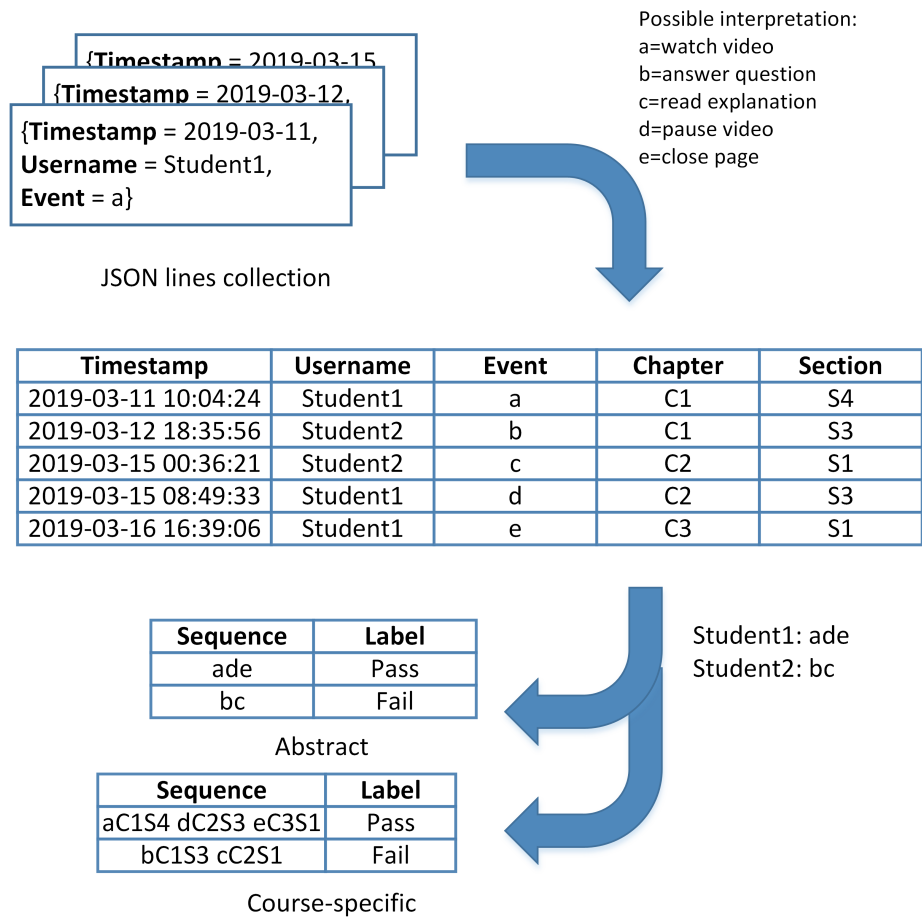 Possible interpretation:
a=watch video
b=answer question
c=read explanation
d=pause video
e=close page
{Timestamp = 2019-03-15
{Timestamp = 2019-03-12,
{Timestamp = 2019-03-11,
Username = Student1,
Event = a}
JSON lines collection
Timestamp Username Event Chapter Section
2019-03-11 10:04:24 Student1 a C1 S4
2019-03-12 18:35:56 Student2 b C1 S3
2019-03-15 00:36:21 Student2 c C2 S1
2019-03-15 08:49:33 Student1 d C2 S3
2019-03-16 16:39:06 Student1 e C3 S1
Student1: ade
Student2: bc
Sequence Label
ade Pass
bc Fail
Abstract
Sequence Label
aC1S4 dC2S3 eC3S1 Pass
bC1S3 cC2S1 Fail
Course-specific